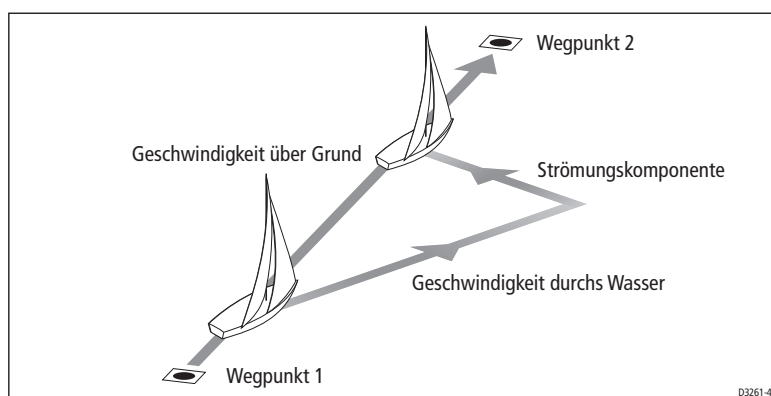 Wegpunkt 2
Geschwindigkeit über Grund
Strömungskomponente
Geschwindigkeit durchs Wasser
Wegpunkt 1
D3261-4